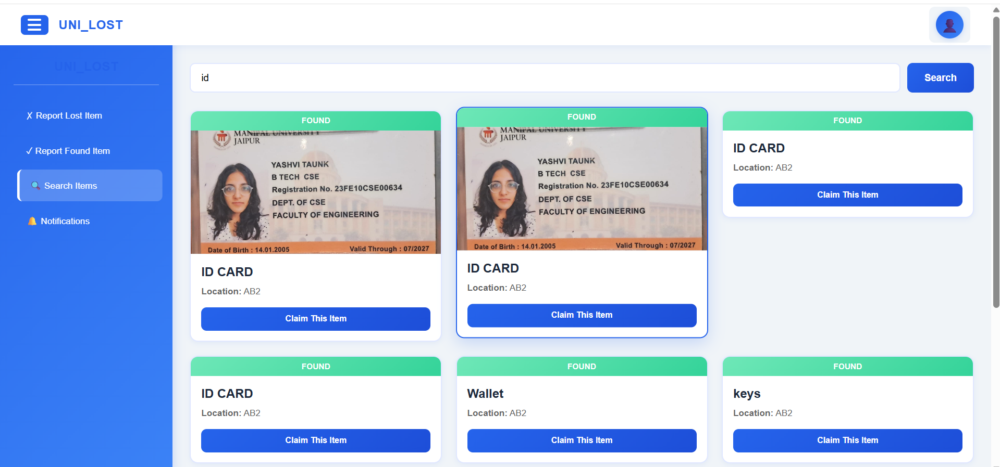 UNI_LOST
UNI_LOST
✗ Report Lost Item
✓ Report Found Item
Search Items
Notifications
id
Search
FOUND
MANIPAL UNIVERSITY
JAIPUR
YASHVI TAUNK
B TECH CSE
Registration No. 23FE10CSE00634
DEPT. OF CSE
FACULTY OF ENGINEERING
Date of Birth : 14.01.2005
Valid Through : 07/2027
ID CARD
Location: AB2
Claim This Item
FOUND
MANIPAL UNIVERSITY
JAIPUR
YASHVI TAUNK
B TECH CSE
Registration No. 23FE10CSE00634
DEPT. OF CSE
FACULTY OF ENGINEERING
Date of Birth : 14.01.2005
Valid Through : 07/2027
ID CARD
Location: AB2
Claim This Item
FOUND
ID CARD
Location: AB2
Claim This Item
FOUND
ID CARD
Location: AB2
Claim This Item
FOUND
Wallet
Location: AB2
Claim This Item
FOUND
keys
Location: AB2
Claim This Item